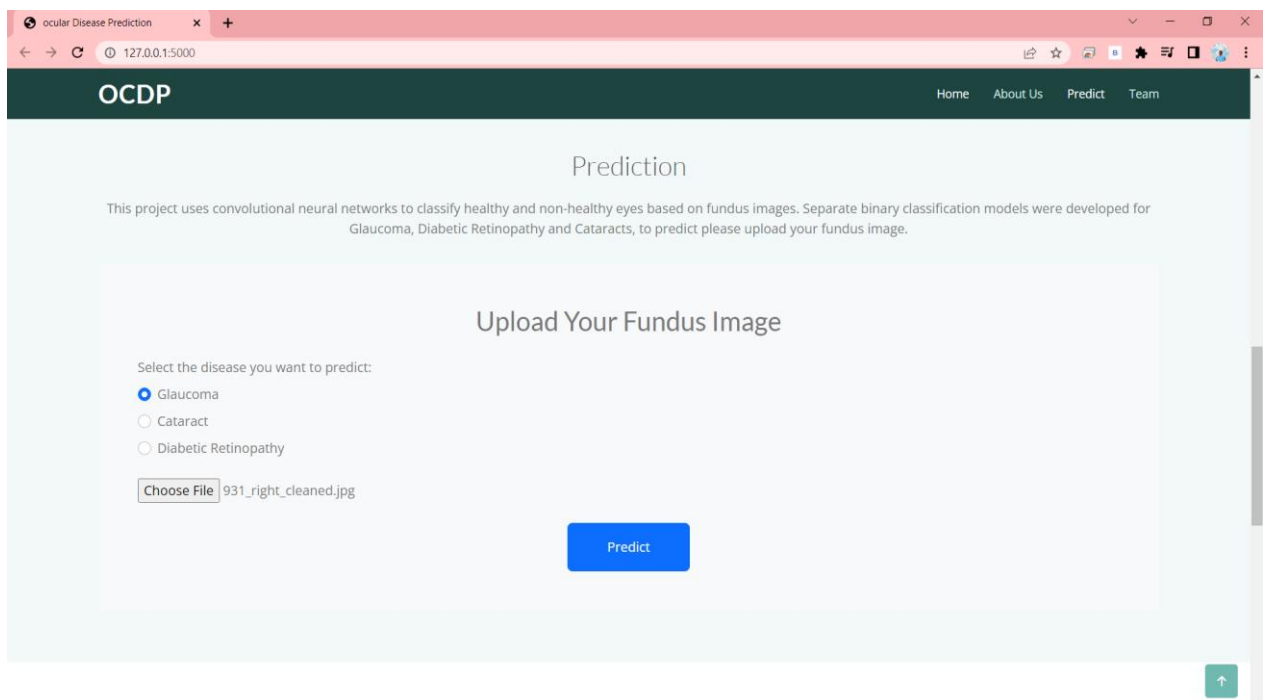 ocular Disease Prediction
127.0.0.1:5000
OCDP
Home About Us Predict Team
Prediction
This project uses convolutional neural networks to classify healthy and non-healthy eyes based on fundus images. Separate binary classification models were developed for
Glaucoma, Diabetic Retinopathy and Cataracts, to predict please upload your fundus image.
Upload Your Fundus Image
Select the disease you want to predict:
Glaucoma
Cataract
Diabetic Retinopathy
Choose File 931_right_cleaned.jpg
Predict